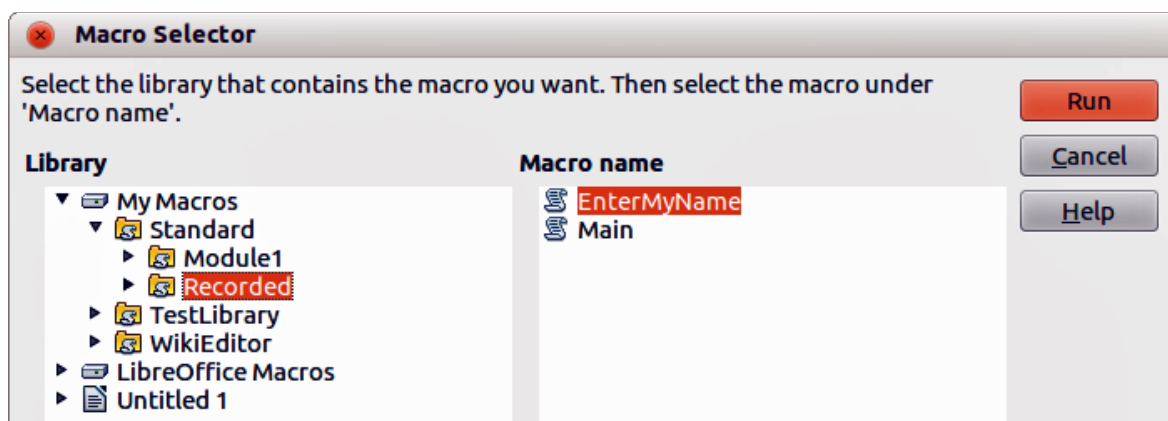 Macro Selector
Select the library that contains the macro you want. Then select the macro under
'Macro name'.
Run
Cancel
Help
Library
My Macros
Standard
Module1
Recorded
TestLibrary
WikiEditor
LibreOffice Macros
Untitled 1
Macro name
EnterMyName
Main